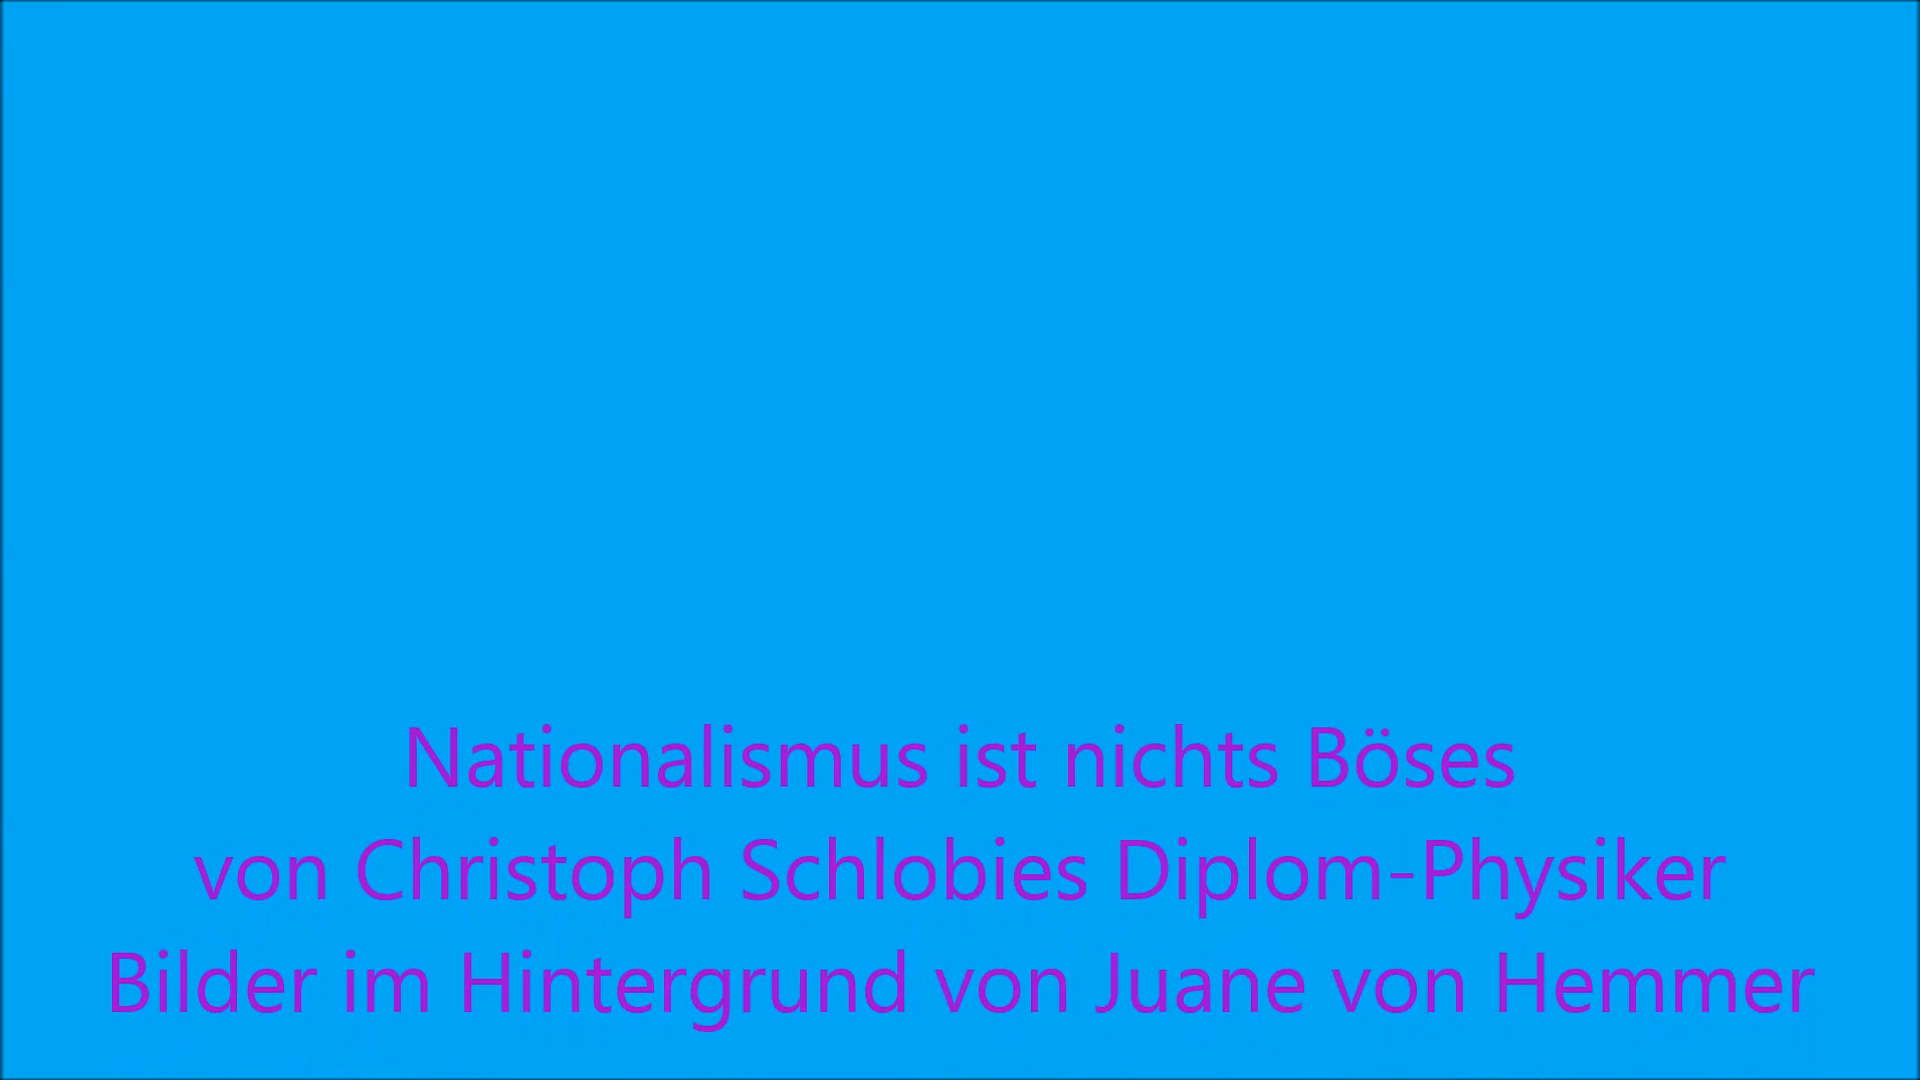 Nationalismus ist nichts Böses
von Christoph Schlobies Diplom-Physiker
Bilder im Hintergrund von Juane von Hemmer